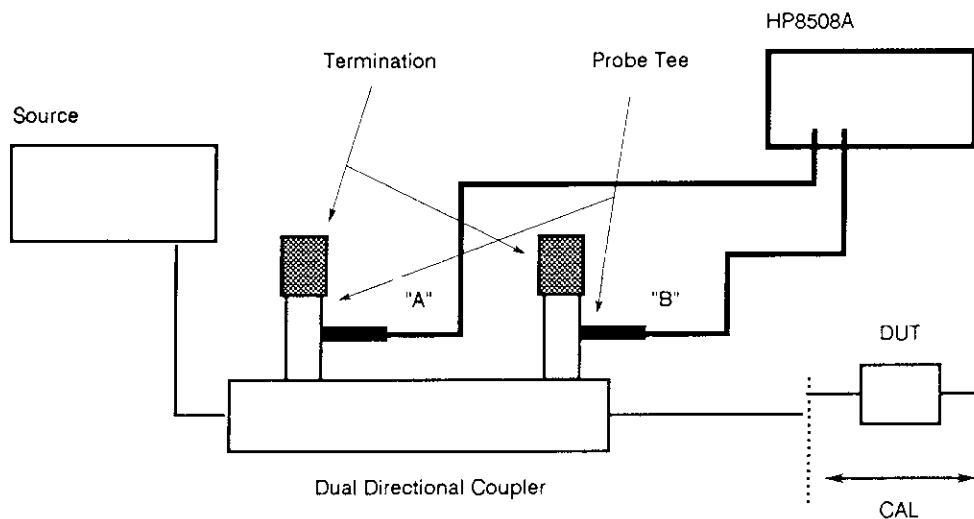 HP8508A
Termination
Probe Tee
Source
"A"
"B"
DUT
Dual Directional Coupler
CAL